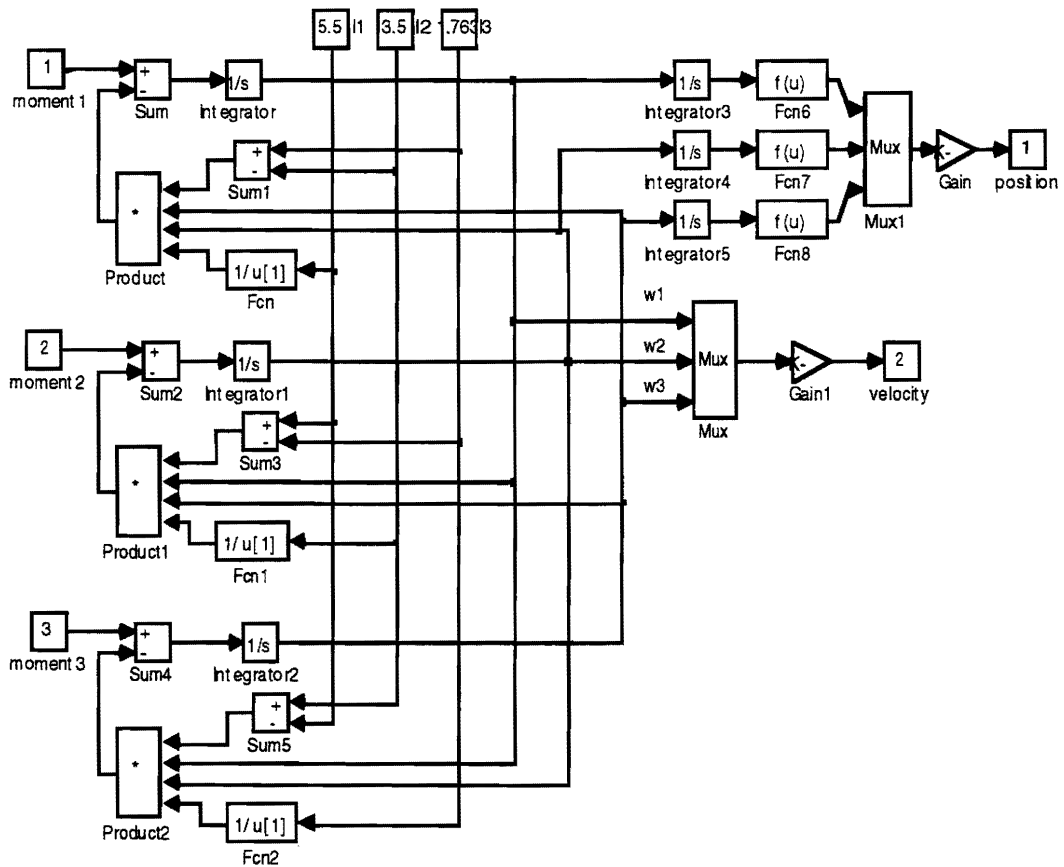 5.5 I1 3.5 I2 .763 I3
1
moment 1
+
-
Sum
1/s
Integrator
1/s
Integrator3
f(u)
Fcn6
Mux
Mux1
K-
Gain
1
position
+
-
Sum1
1/s
Integrator4
f(u)
Fcn7
*
Product
1/s
Integrator5
f(u)
Fcn8
1/u[1]
Fcn
w1
2
moment 2
+
-
Sum2
1/s
Integrator1
w2
Mux
Mux
K-
Gain1
2
velocity
w3
+
-
Sum3
*
Product1
1/u[1]
Fcn1
3
moment 3
+
-
Sum4
1/s
Integrator2
+
-
Sum5
*
Product2
1/u[1]
Fcn2